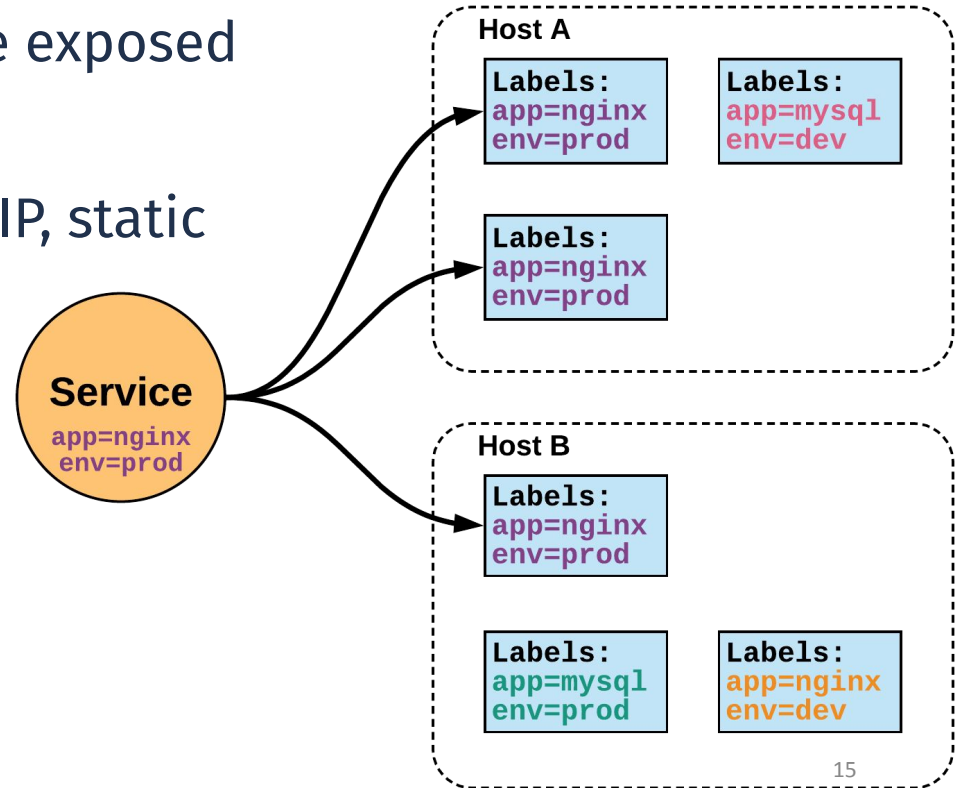 e exposed
IP, static
Service
app=nginx
env=prod
Host A
Labels:
app=nginx
env=prod
Labels:
app=mysql
env=dev
Labels:
app=nginx
env=prod
Host B
Labels:
app=nginx
env=prod
Labels:
app=mysql
env=prod
Labels:
app=nginx
env=dev
15